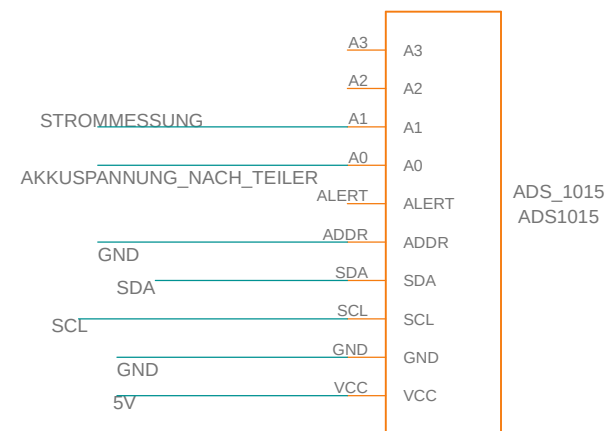 A3 A3
A2 A2
STROMMESSUNG A1 A1
A0 A0
AKKUSPANNUNG_NACH_TEILER
ALERT ALERT
ADS_1015
ADS1015
ADDR ADDR
GND
SDA SDA SDA
SCL SCL SCL
GND GND
GND
VCC VCC
5V